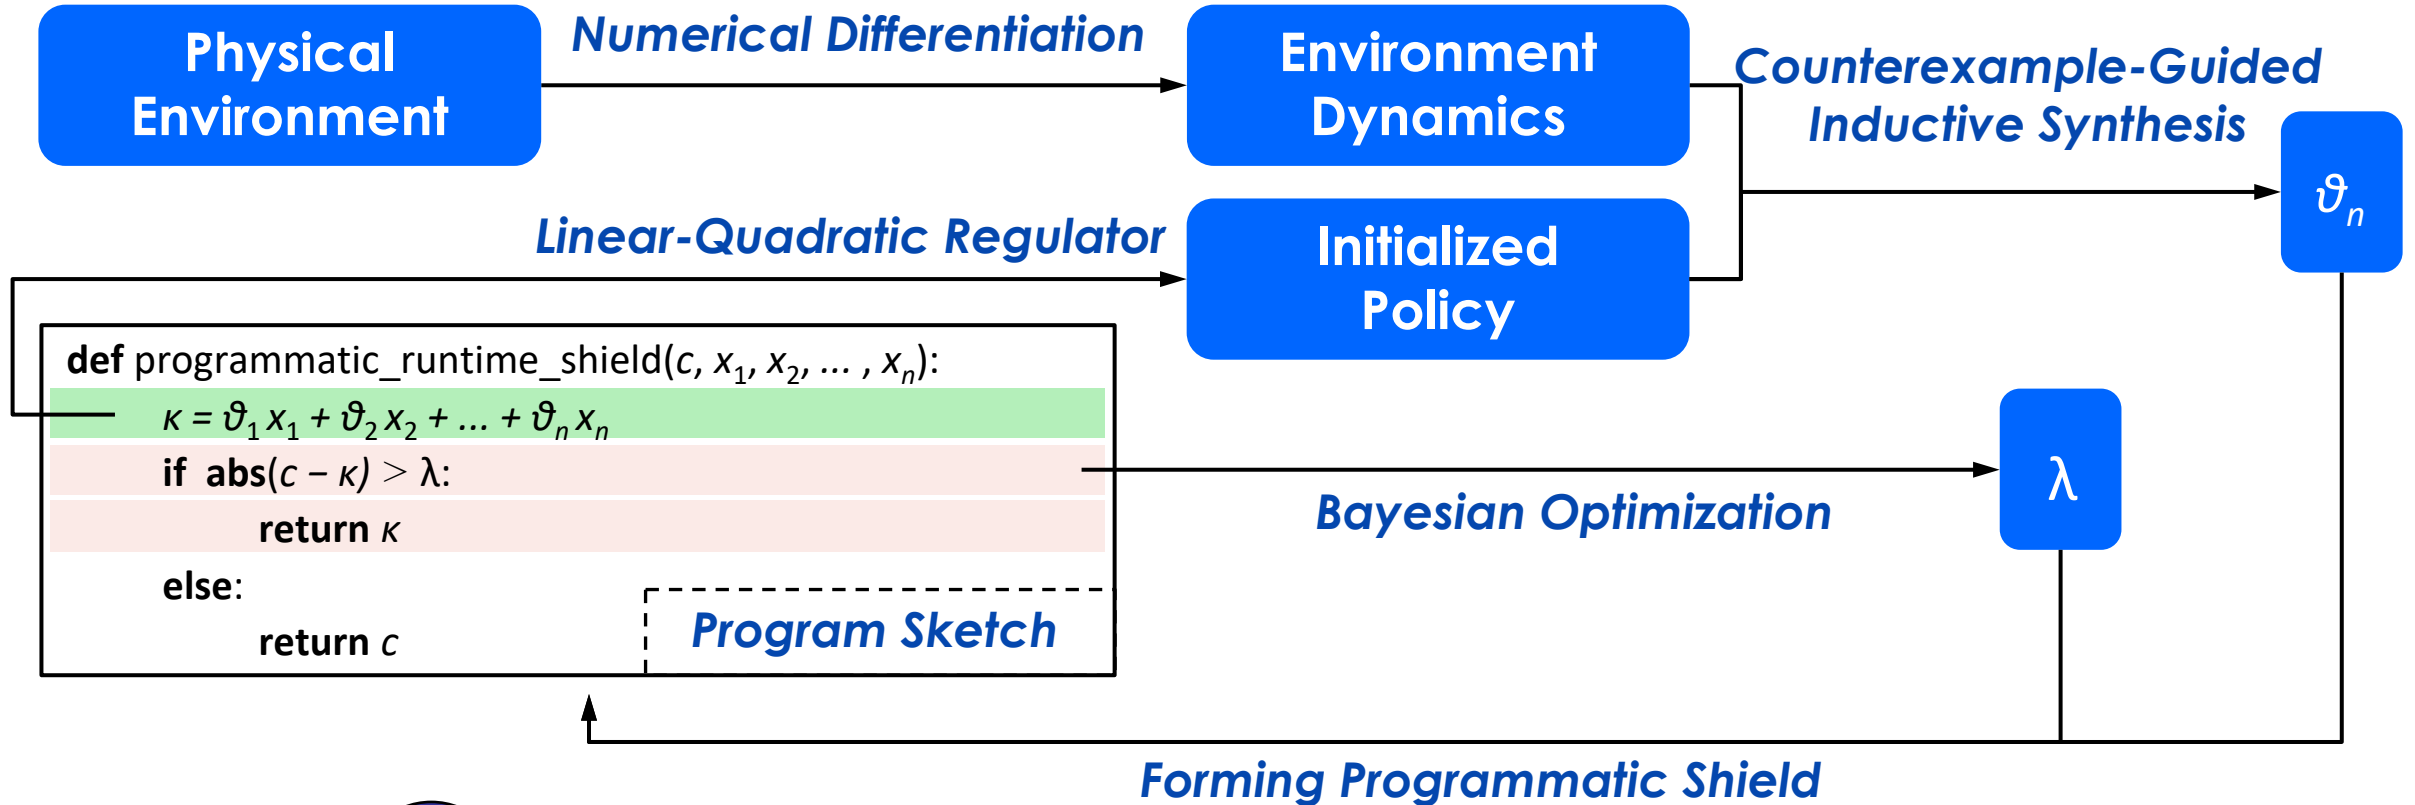 Physical
Environment
Numerical Differentiation
Environment
Dynamics
Counterexample-Guided
Inductive Synthesis
ϑn
Linear-Quadratic Regulator
Initialized
Policy
def programmatic_runtime_shield(c, x1, x2, ... , xn):
κ = ϑ1 x1 + ϑ2 x2 + ... + ϑn xn
if abs(c − κ) > λ:
return κ
else:
return c
Program Sketch
Bayesian Optimization
λ
Forming Programmatic Shield